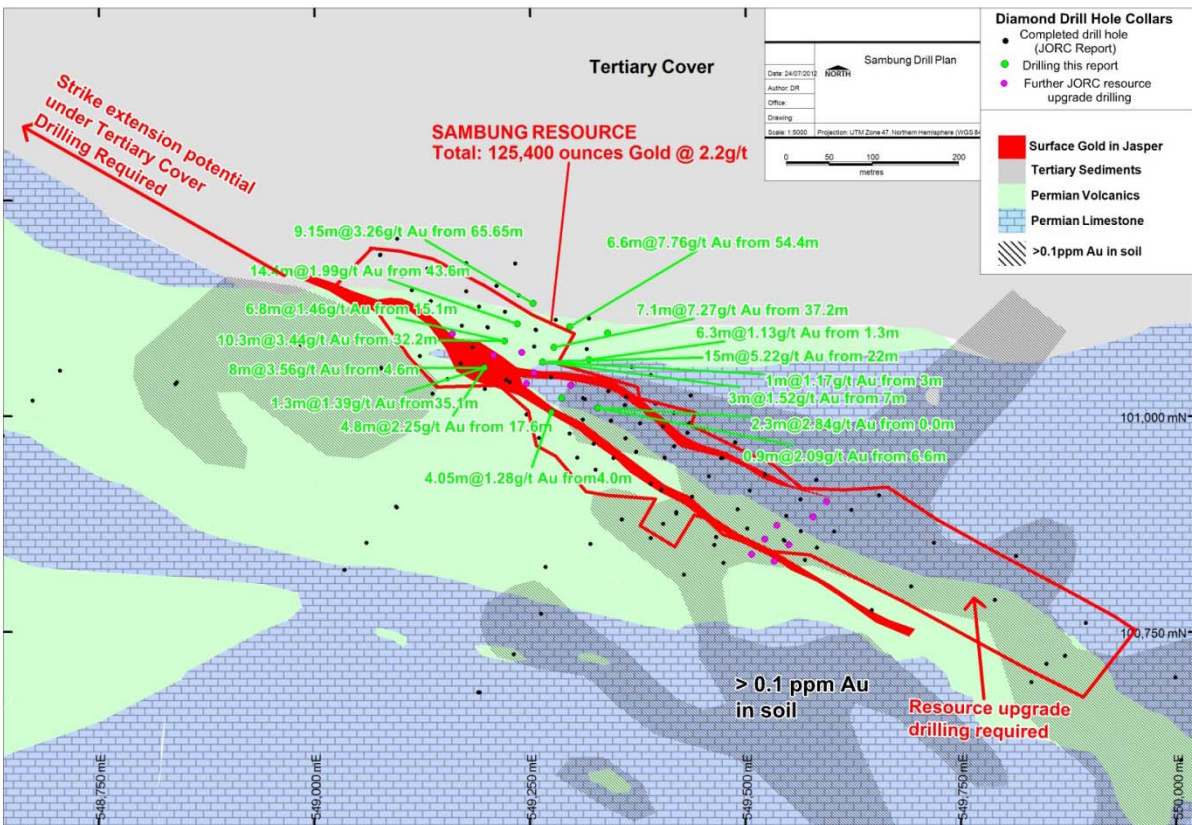 Diamond Drill Hole Collars
Completed drill hole
(JORC Report)
Drilling this report
Further JORC resource
upgrade drilling
Surface Gold in Jasper
Tertiary Sediments
Permian Volcanics
Permian Limestone
>0.1ppm Au in soil
Sambung Drill Plan
NORTH
Date: 24/07/2012
Author: DR
Office:
Drawing:
Scale: 1:5000
Projection: UTM Zone 47, Northern Hemisphere (WGS 84
0 50 100 200
metres
Tertiary Cover
Strike extension potential
under Tertiary Cover
Drilling Required
SAMBUNG RESOURCE
Total: 125,400 ounces Gold @ 2.2g/t
9.15m@3.26g/t Au from 65.65m
6.6m@7.76g/t Au from 54.4m
14.4m@1.99g/t Au from 43.6m
6.8m@1.46g/t Au from 15.1m
7.1m@7.27g/t Au from 37.2m
10.3m@3.44g/t Au from 32.2m
6.3m@1.13g/t Au from 1.3m
15m@5.22g/t Au from 22m
8m@3.56g/t Au from 4.6m
1m@1.17g/t Au from 3m
3m@1.52g/t Au from 7m
1.3m@1.39g/t Au from35.1m
2.3m@2.84g/t Au from 0.0m
4.8m@2.25g/t Au from 17.6m
0.9m@2.09g/t Au from 6.6m
4.05m@1.28g/t Au from4.0m
101,000 mN
100,750 mN
> 0.1 ppm Au
in soil
Resource upgrade
drilling required
548,750 mE
549,000 mE
549,250 mE
549,500 mE
549,750 mE
550,000 mE